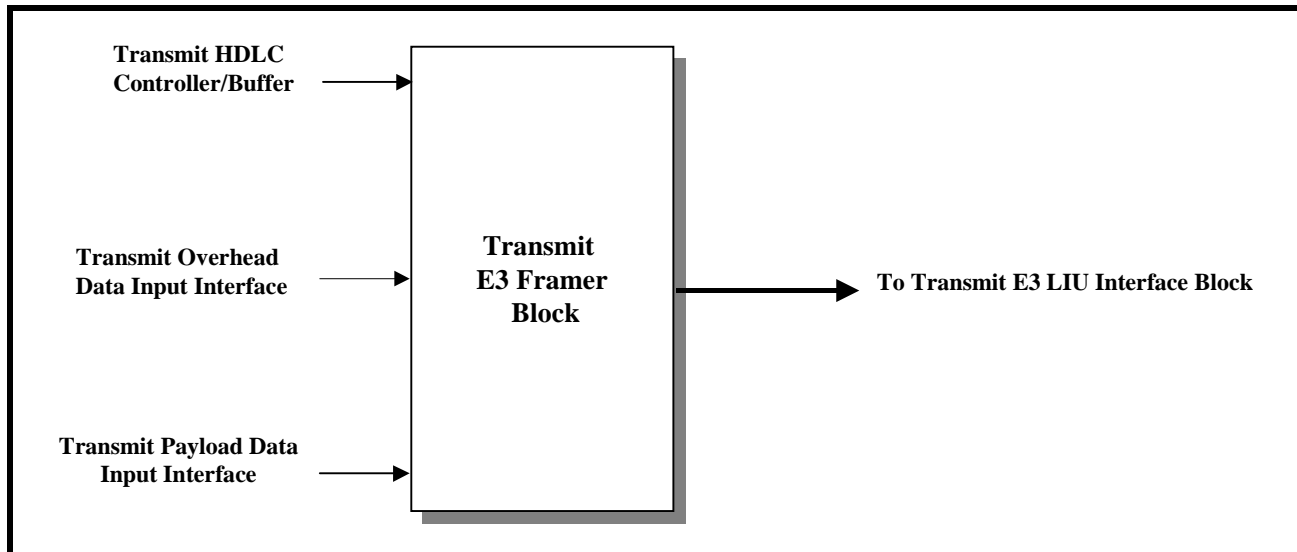 Transmit HDLC
Controller/Buffer
Transmit Overhead
Data Input Interface
Transmit Payload Data
Input Interface
Transmit
E3 Framer
Block
To Transmit E3 LIU Interface Block